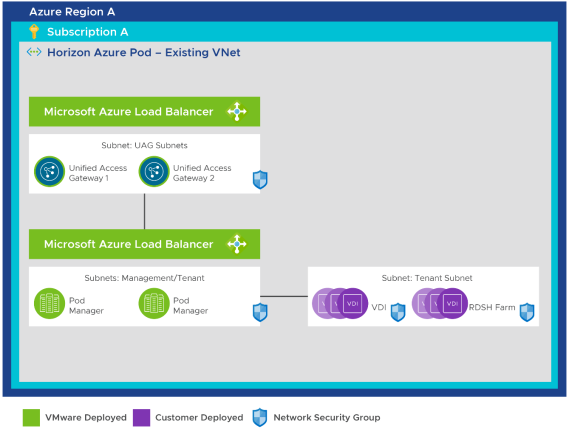 Azure Region A
Subscription A
Horizon Azure Pod – Existing VNet
Microsoft Azure Load Balancer
Subnet: UAG Subnets
Unified Access
Gateway 1
Unified Access
Gateway 2
Microsoft Azure Load Balancer
Subnets: Management/Tenant
Pod
Manager
Pod
Manager
Subnet: Tenant Subnet
V
V
VDI
VDI
V
V
VDI
RDSH Farm
VMware Deployed
Customer Deployed
Network Security Group